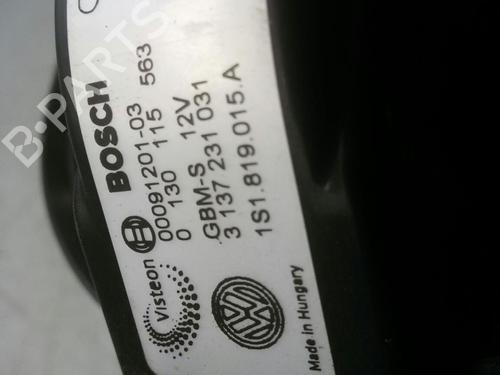 BOSCH
Visteon
00091201-03 563
0 130 115
GBM-S 12V
3 137 231 031
1S1.819.015.A
Made in Hungary
B-PARTS